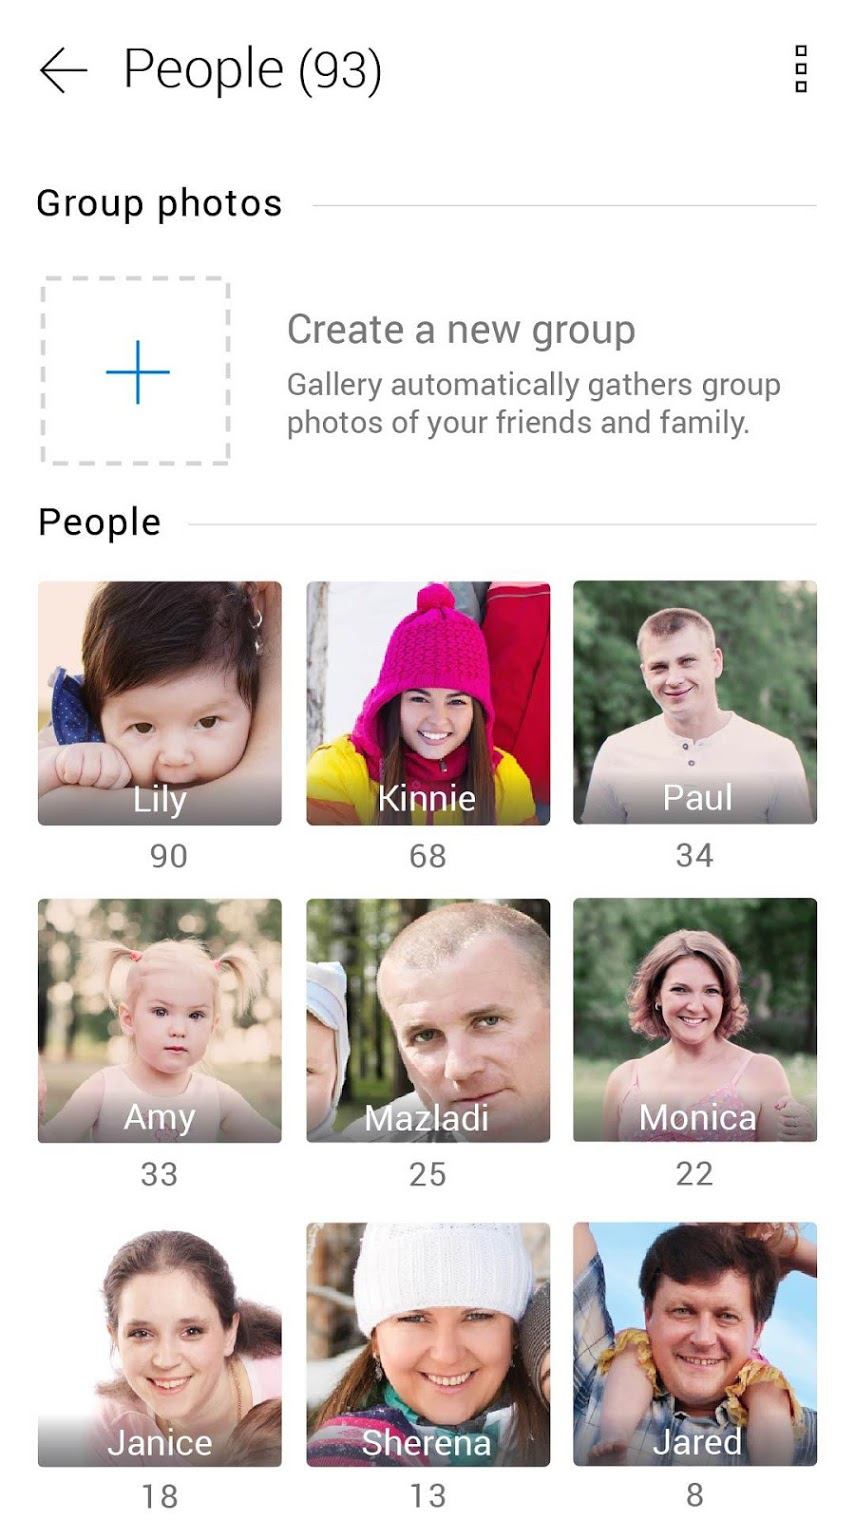 People (93)
Group photos
Create a new group
Gallery automatically gathers group
photos of your friends and family.
People
Lily
Kinnie
Paul
90
68
34
Amy
Mazladi
Monica
33
25
22
Janice
Sherena
Jared
18
13
8